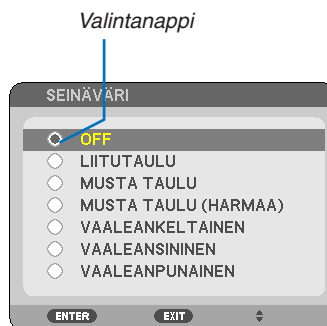 Valintanappi
SEINÄVÄRI
OFF
LIITUTAULU
MUSTA TAULU
MUSTA TAULU (HARMAA)
VAALEANKELTAINEN
VAALEANSININEN
VAALEANPUNAINEN
ENTER EXIT